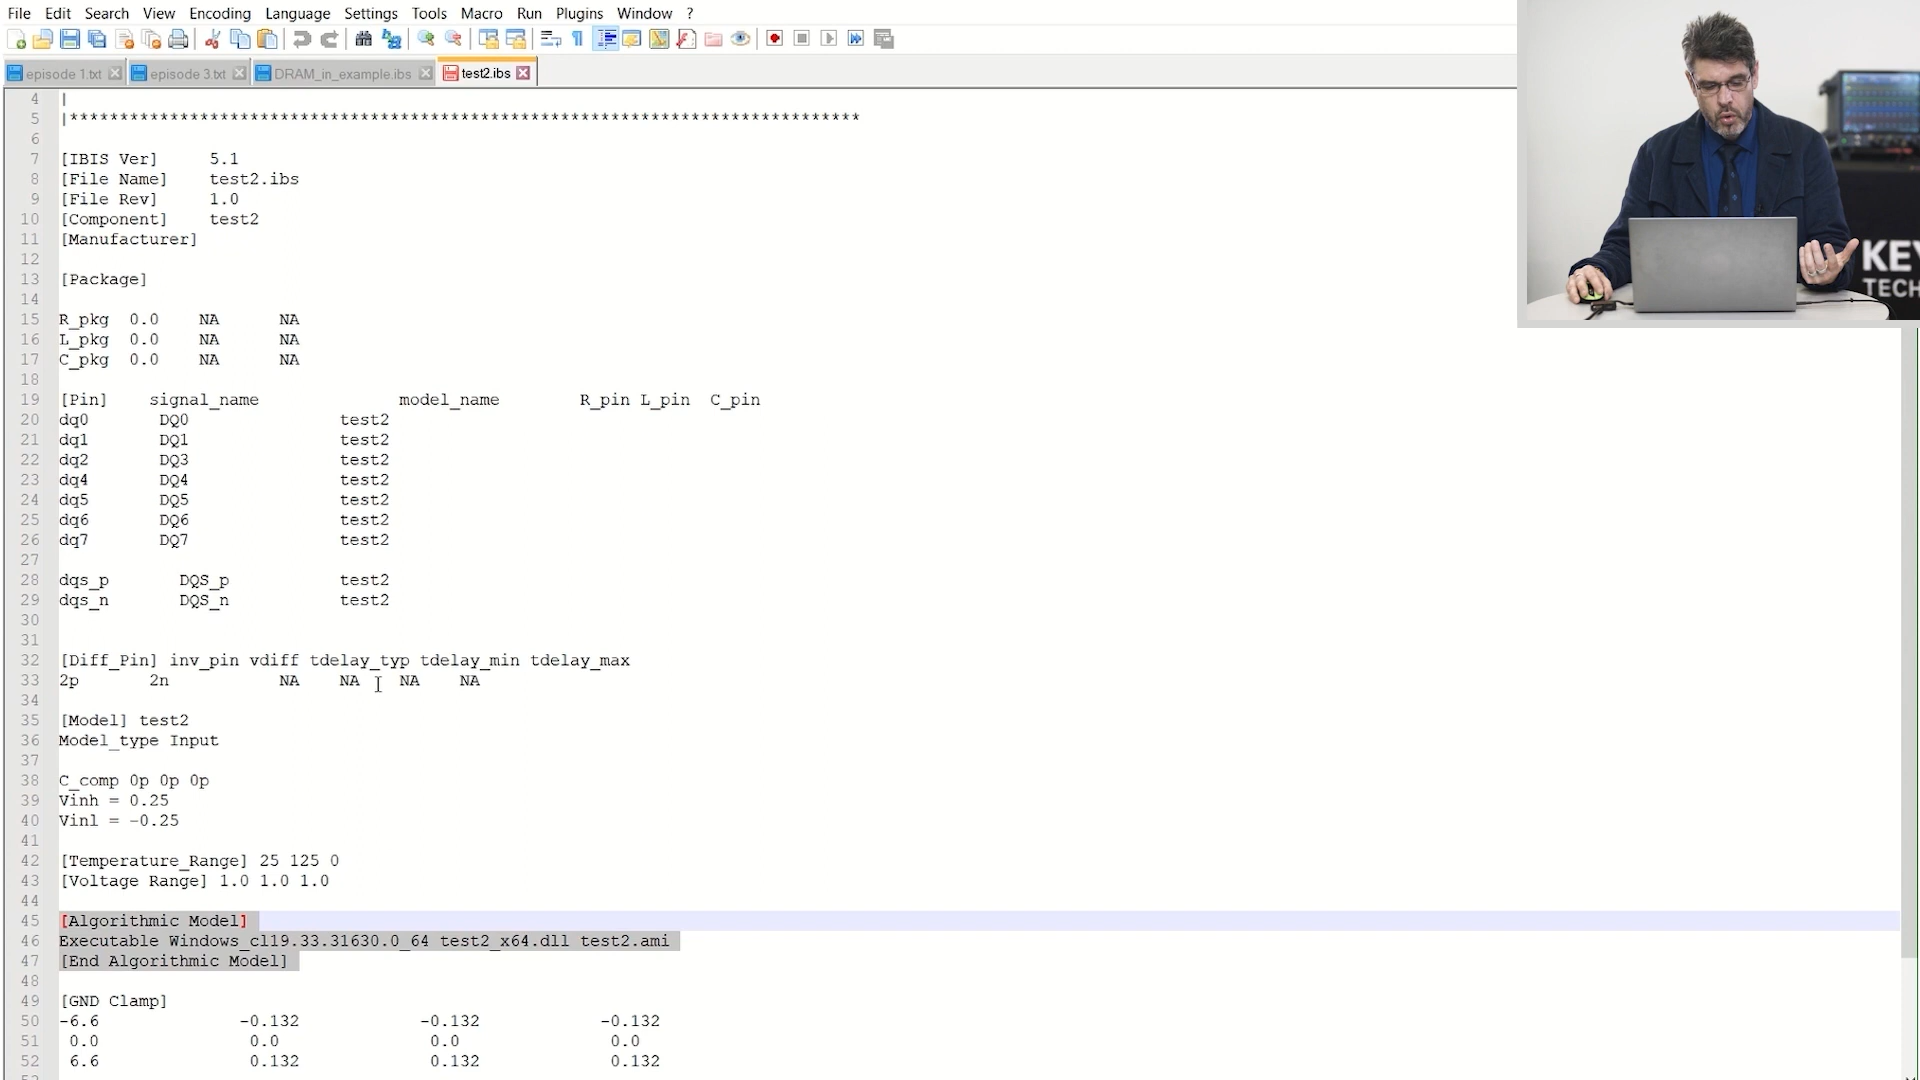 File Edit Search View Encoding Language Settings Tools Macro Run Plugins Window ?
episode 1.txt episode 3.txt DRAM_in_example.ibs test2.ibs
4 |
5 |*******************************************************************************
6
7 [IBIS Ver] 5.1
8 [File Name] test2.ibs
9 [File Rev] 1.0
10 [Component] test2
11 [Manufacturer]
12
13 [Package]
14
15 R_pkg 0.0 NA NA
16 L_pkg 0.0 NA NA
17 C_pkg 0.0 NA NA
18
19 [Pin] signal_name model_name R_pin L_pin C_pin
20 dq0 DQ0 test2
21 dq1 DQ1 test2
22 dq2 DQ3 test2
23 dq4 DQ4 test2
24 dq5 DQ5 test2
25 dq6 DQ6 test2
26 dq7 DQ7 test2
27
28 dqs_p DQS_p test2
29 dqs_n DQS_n test2
30
31
32 [Diff_Pin] inv_pin vdiff tdelay_typ tdelay_min tdelay_max
33 2p 2n NA NA NA NA
34
35 [Model] test2
36 Model_type Input
37
38 C_comp 0p 0p 0p
39 Vinh = 0.25
40 Vinl = -0.25
41
42 [Temperature_Range] 25 125 0
43 [Voltage Range] 1.0 1.0 1.0
44
45 [Algorithmic Model]
46 Executable Windows_cl19.33.31630.0_64 test2_x64.dll test2.ami
47 [End Algorithmic Model]
48
49 [GND Clamp]
50 -6.6 -0.132 -0.132 -0.132
51 0.0 0.0 0.0 0.0
52 6.6 0.132 0.132 0.132
KEY
TECH